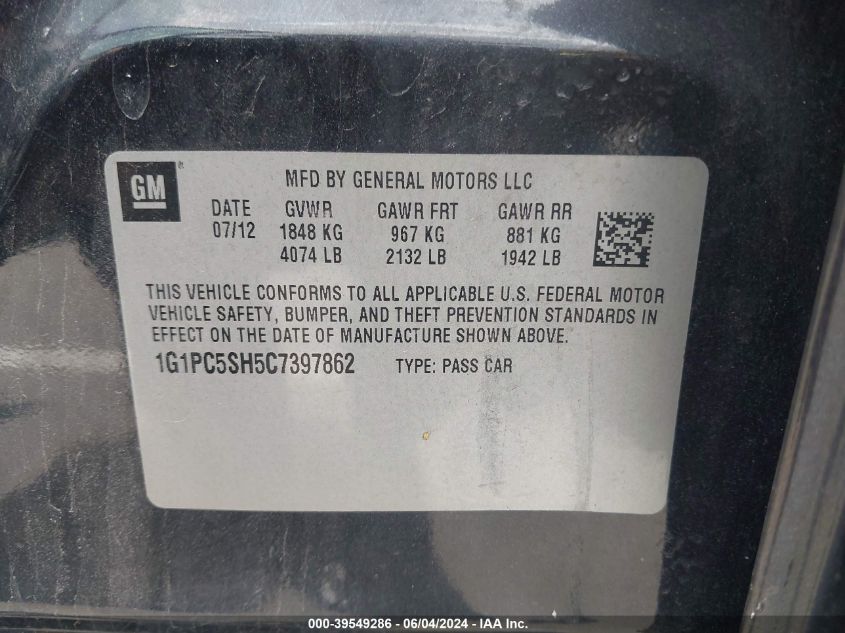 GM
®
MFD BY GENERAL MOTORS LLC
DATE GVWR GAWR FRT GAWR RR
07/12 1848 KG 967 KG 881 KG
4074 LB 2132 LB 1942 LB
THIS VEHICLE CONFORMS TO ALL APPLICABLE U.S. FEDERAL MOTOR
VEHICLE SAFETY, BUMPER, AND THEFT PREVENTION STANDARDS IN
EFFECT ON THE DATE OF MANUFACTURE SHOWN ABOVE.
1G1PC5SH5C7397862 TYPE: PASS CAR
000-39549286 - 06/04/2024 - IAA Inc.